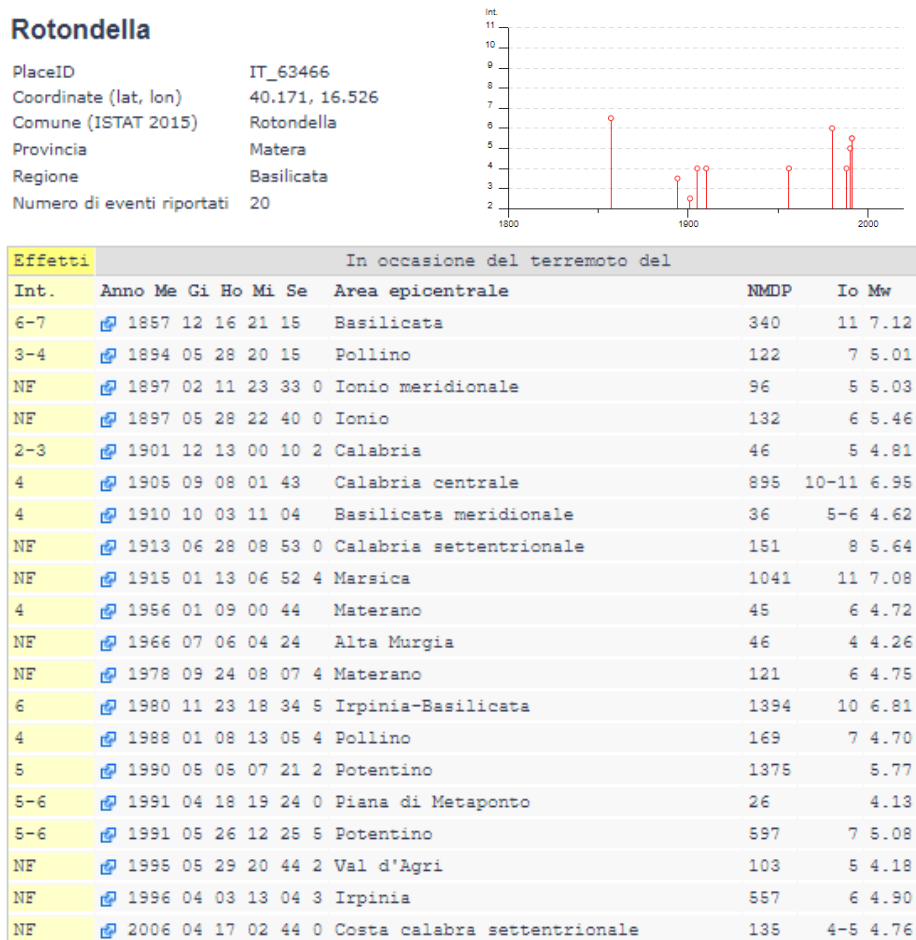 Rotondella
PlaceID IT_63466
Coordinate (lat, lon) 40.171, 16.526
Comune (ISTAT 2015) Rotondella
Provincia Matera
Regione Basilicata
Numero di eventi riportati 20
Int.
11
10
9
8
7
6
5
4
3
2
1800 1900 2000
Effetti In occasione del terremoto del
Int. Anno Me Gi Ho Mi Se Area epicentrale NMDP Io Mw
6-7 1857 12 16 21 15 Basilicata 340 11 7.12
3-4 1894 05 28 20 15 Pollino 122 7 5.01
NF 1897 02 11 23 33 0 Ionio meridionale 96 5 5.03
NF 1897 05 28 22 40 0 Ionio 132 6 5.46
2-3 1901 12 13 00 10 2 Calabria 46 5 4.81
4 1905 09 08 01 43 Calabria centrale 895 10-11 6.95
4 1910 10 03 11 04 Basilicata meridionale 36 5-6 4.62
NF 1913 06 28 08 53 0 Calabria settentrionale 151 8 5.64
NF 1915 01 13 06 52 4 Marsica 1041 11 7.08
4 1956 01 09 00 44 Materano 45 6 4.72
NF 1966 07 06 04 24 Alta Murgia 46 4 4.26
NF 1978 09 24 08 07 4 Materano 121 6 4.75
6 1980 11 23 18 34 5 Irpinia-Basilicata 1394 10 6.81
4 1988 01 08 13 05 4 Pollino 169 7 4.70
5 1990 05 05 07 21 2 Potentino 1375 5.77
5-6 1991 04 18 19 24 0 Piana di Metaponto 26 4.13
5-6 1991 05 26 12 25 5 Potentino 597 7 5.08
NF 1995 05 29 20 44 2 Val d'Agri 103 5 4.18
NF 1996 04 03 13 04 3 Irpinia 557 6 4.90
NF 2006 04 17 02 44 0 Costa calabra settentrionale 135 4-5 4.76